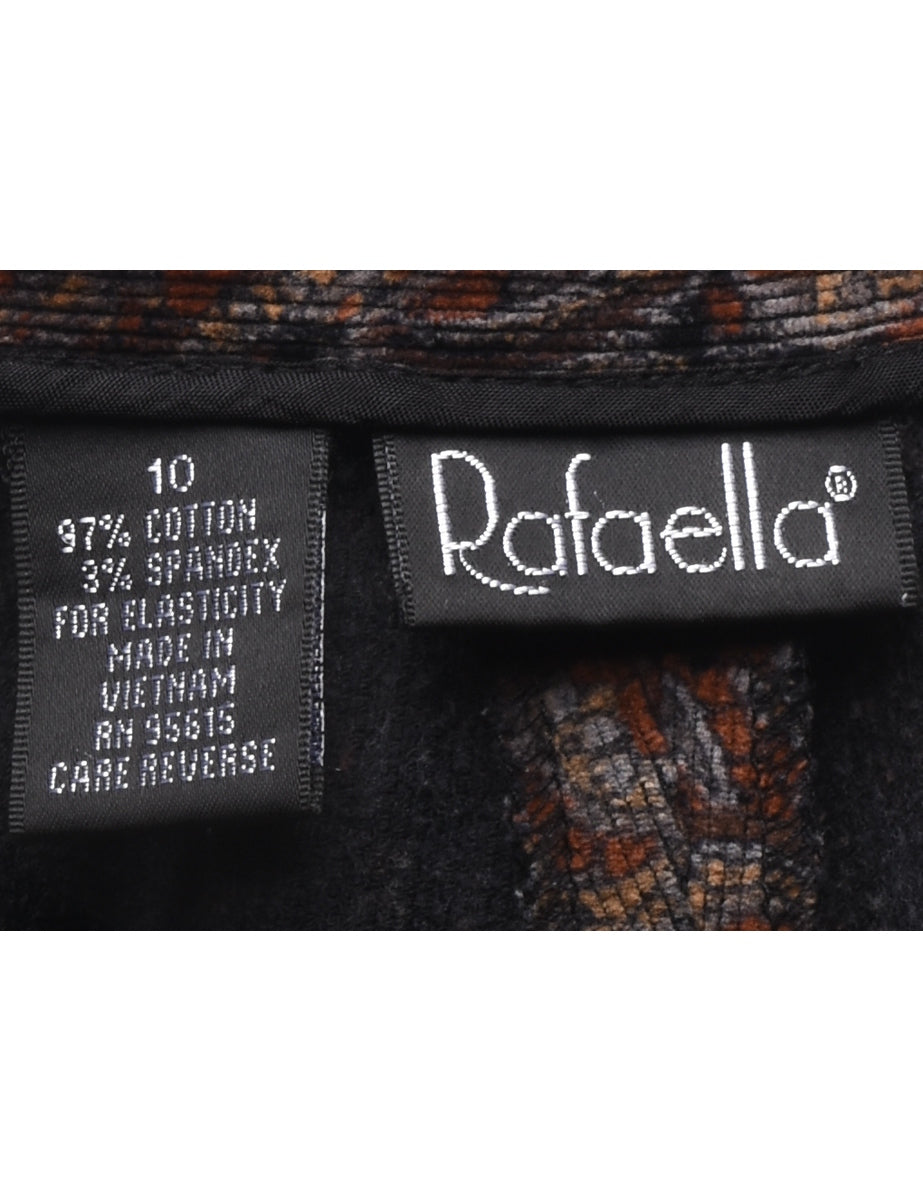 10
97% COTTON
3% SPANDEX
FOR ELASTICITY
MADE IN
VIETNAM
RN 95615
CARE REVERSE
Rafaella®